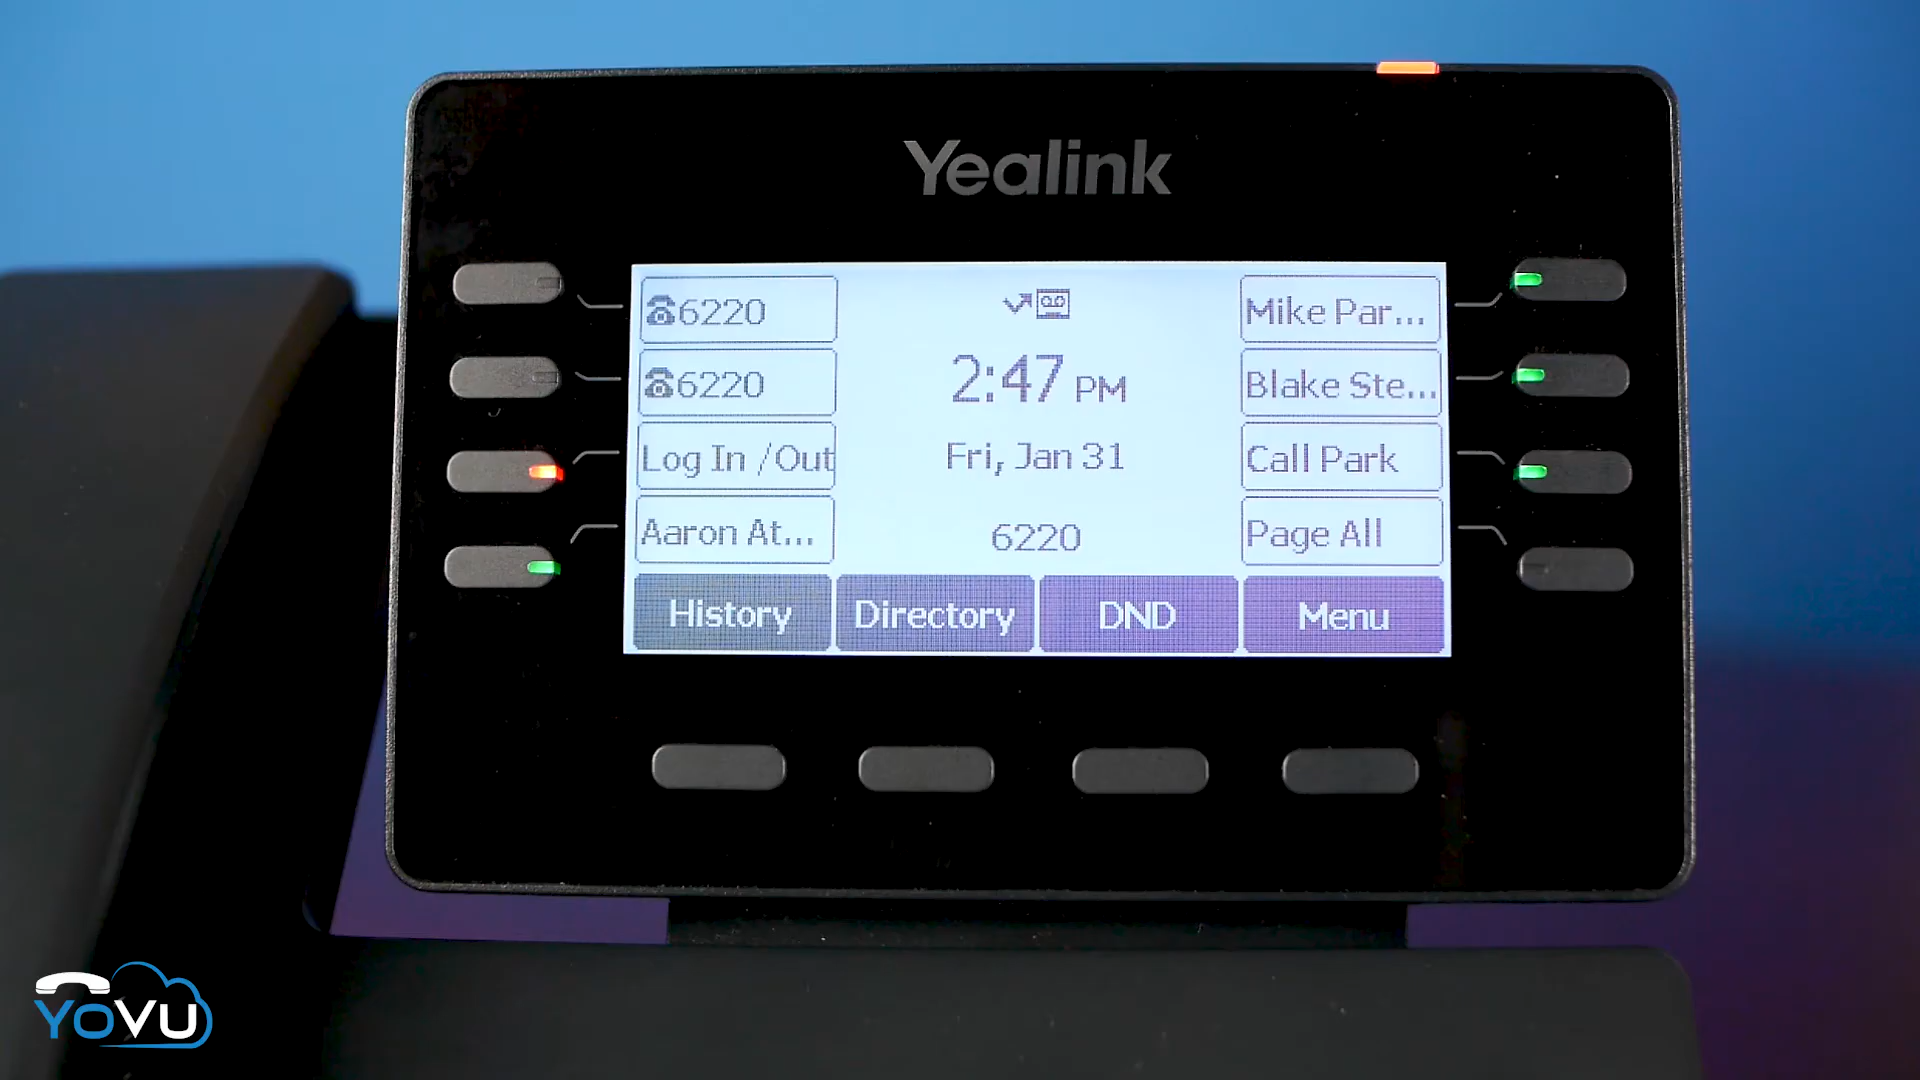 Yealink
6220
6220
Log In /Out
Aaron At...
2:47 PM
Fri, Jan 31
6220
Mike Par...
Blake Ste...
Call Park
Page All
History
Directory
DND
Menu
YOVU